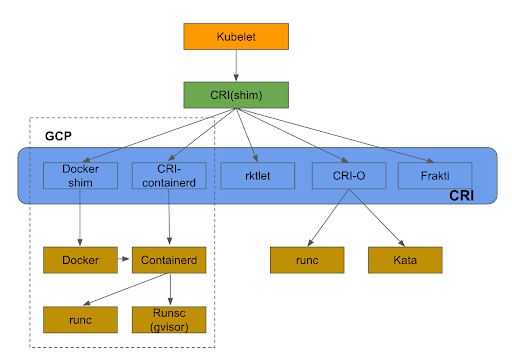 Kubelet
CRI(shim)
GCP
Docker
shim
CRI-
containerd
rktlet
CRI-O
Frakti
CRI
Docker
Containerd
runc
Kata
runc
Runsc
(gvisor)